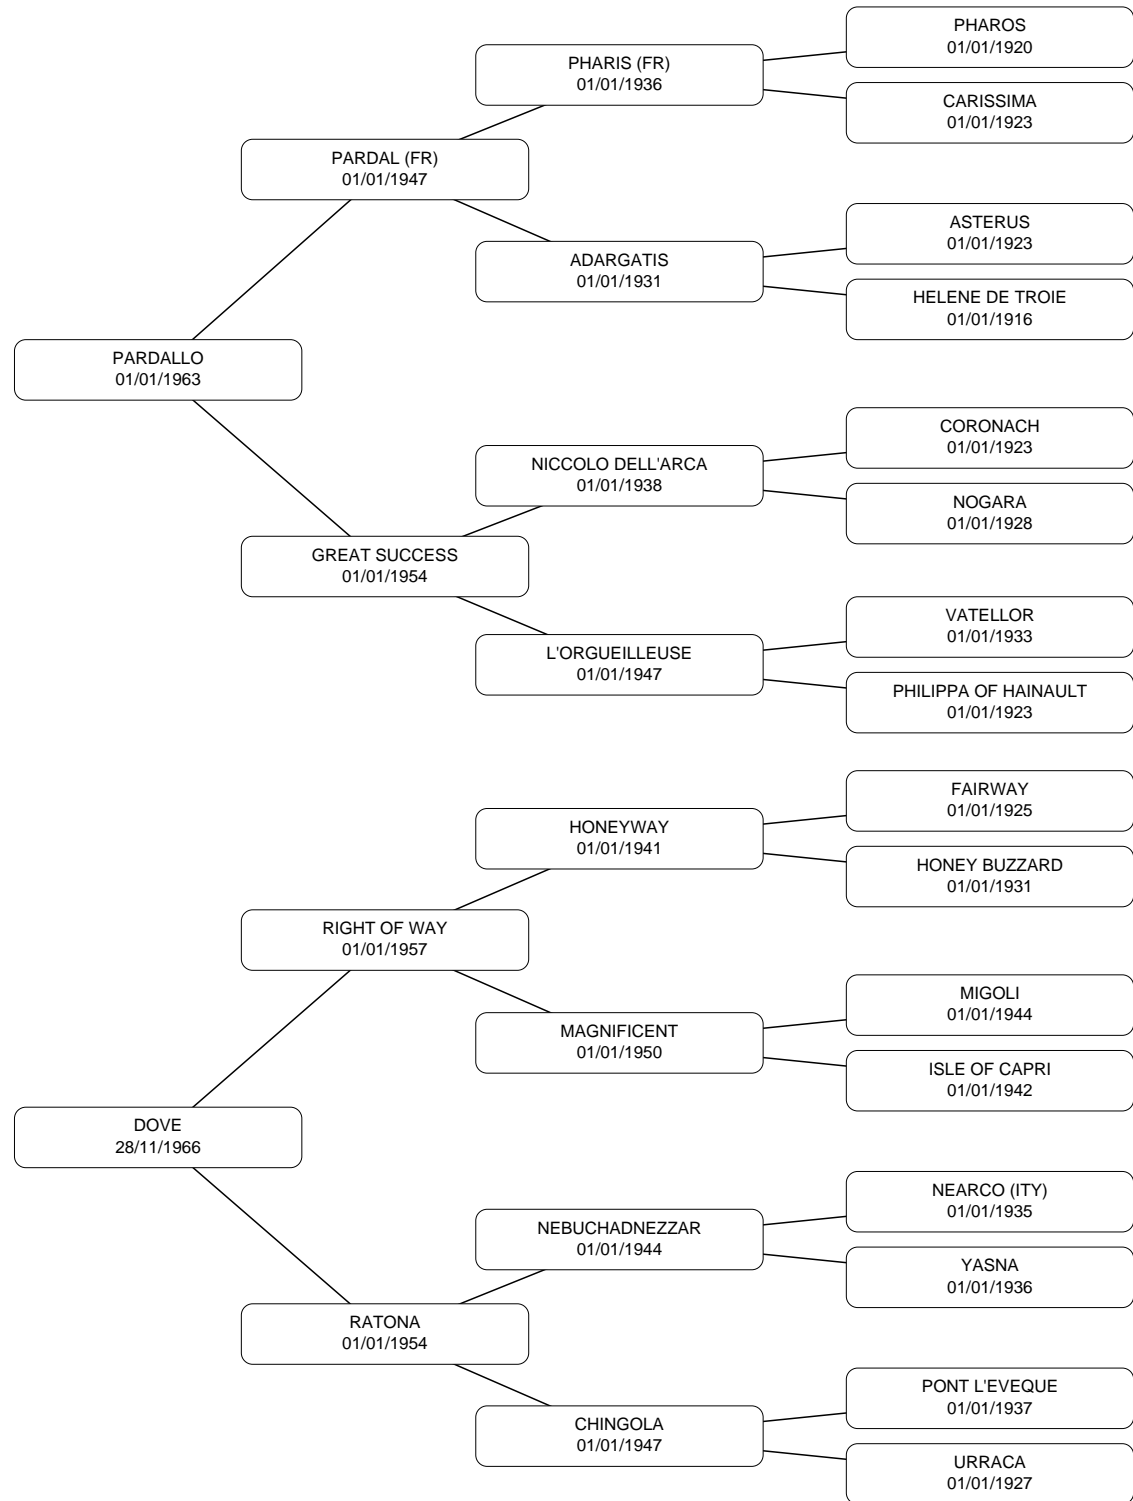 PHAROS
01/01/1920
PHARIS (FR)
01/01/1936
CARISSIMA
01/01/1923
PARDAL (FR)
01/01/1947
ASTERUS
01/01/1923
ADARGATIS
01/01/1931
HELENE DE TROIE
01/01/1916
PARDALLO
01/01/1963
CORONACH
01/01/1923
NICCOLO DELL'ARCA
01/01/1938
NOGARA
01/01/1928
GREAT SUCCESS
01/01/1954
VATELLOR
01/01/1933
L'ORGUEILLEUSE
01/01/1947
PHILIPPA OF HAINAULT
01/01/1923
FAIRWAY
01/01/1925
HONEYWAY
01/01/1941
HONEY BUZZARD
01/01/1931
RIGHT OF WAY
01/01/1957
MIGOLI
01/01/1944
MAGNIFICENT
01/01/1950
ISLE OF CAPRI
01/01/1942
DOVE
28/11/1966
NEARCO (ITY)
01/01/1935
NEBUCHADNEZZAR
01/01/1944
YASNA
01/01/1936
RATONA
01/01/1954
PONT L'EVEQUE
01/01/1937
CHINGOLA
01/01/1947
URRACA
01/01/1927